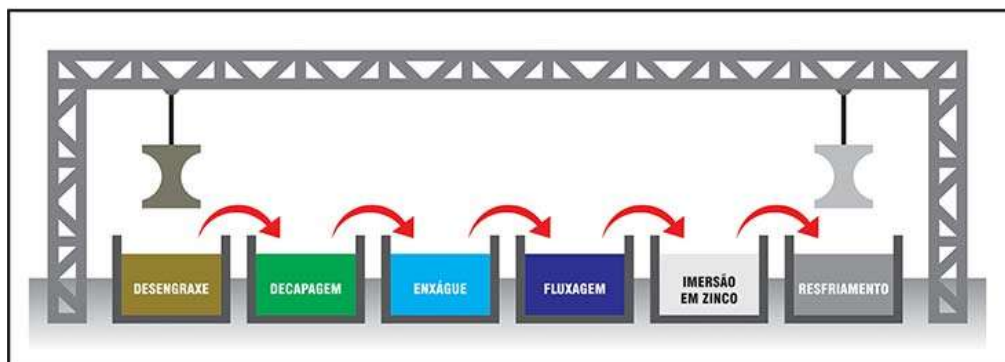 DESENGRAXE
DECAPAGEM
ENXÁGUE
FLUXAGEM
IMERSÃO
EM ZINCO
RESFRIAMENTO